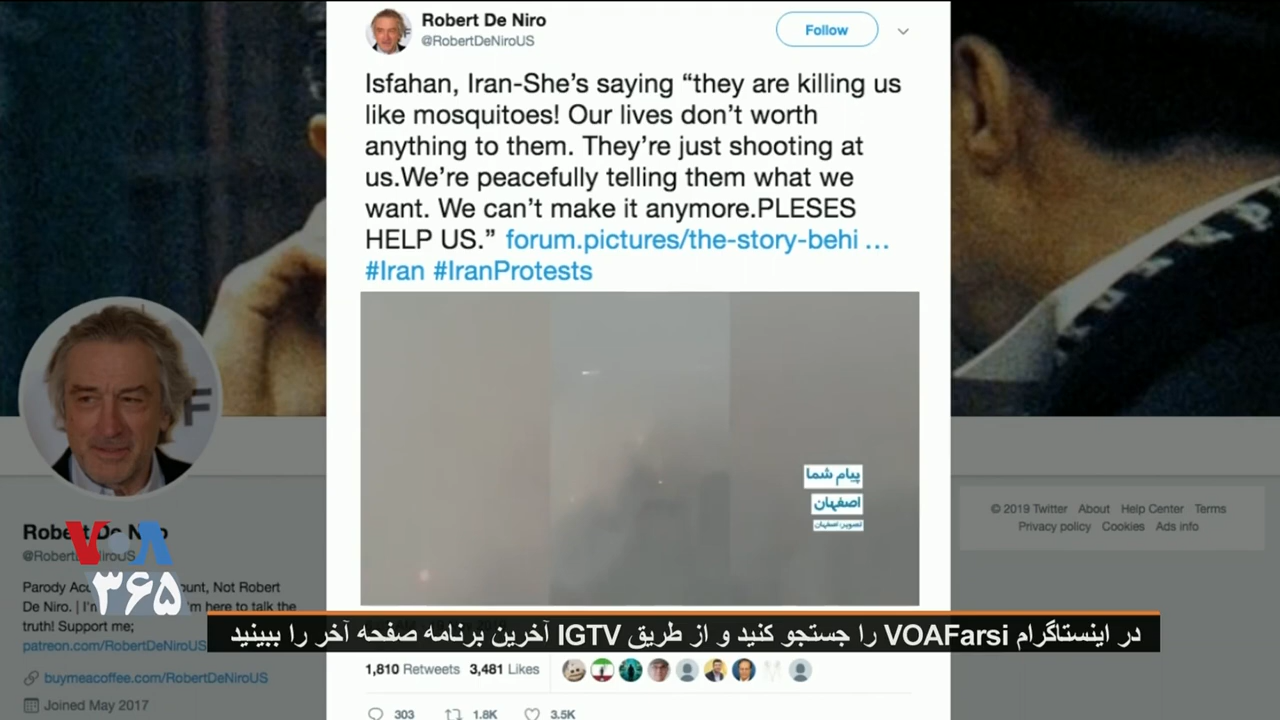 Robert De Niro
@RobertDeNiroUS
Follow
Isfahan, Iran-She’s saying “they are killing us
like mosquitoes! Our lives don’t worth
anything to them. They’re just shooting at
us.We’re peacefully telling them what we
want. We can’t make it anymore.PLESES
HELP US.” forum.pictures/the-story-behi ...
#Iran #IranProtests
پیام شما
اصفهان
تصویر: اصفهان
1,810 Retweets 3,481 Likes
303 1.8K 3.5K
Robert De Niro
Parody
unt, Not Robert
De Niro. | I'm here to talk the
truth! Support me;
patreon.com/RobertDeNiroUS
buymeacoffee.com/RobertDeNiroUS
Joined May 2017
© 2019 Twitter About Help Center Terms
Privacy policy Cookies Ads info
VOA
۳۶۵
در اینستاگرام VOAFarsi را جستجو کنید و از طریق IGTV آخرین برنامه صفحه آخر را ببینید